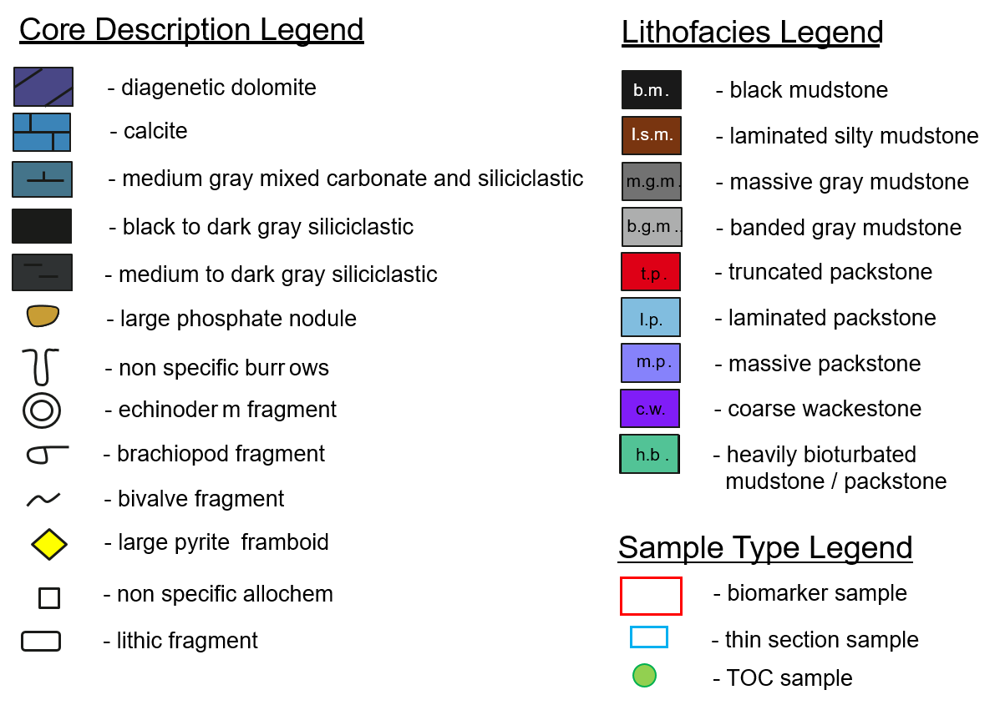 Core Description Legend
- diagenetic dolomite
- calcite
- medium gray mixed carbonate and siliciclastic
- black to dark gray siliciclastic
- medium to dark gray siliciclastic
- large phosphate nodule
- non specific burr ows
- echinoder m fragment
- brachiopod fragment
- bivalve fragment
- large pyrite framboid
- non specific allochem
- lithic fragment
Lithofacies Legend
b.m. - black mudstone
l.s.m. - laminated silty mudstone
m.g.m. - massive gray mudstone
b.g.m .. - banded gray mudstone
t.p. - truncated packstone
l.p. - laminated packstone
m.p. - massive packstone
c.w. - coarse wackestone
h.b . - heavily bioturbated
mudstone / packstone
Sample Type Legend
- biomarker sample
- thin section sample
- TOC sample